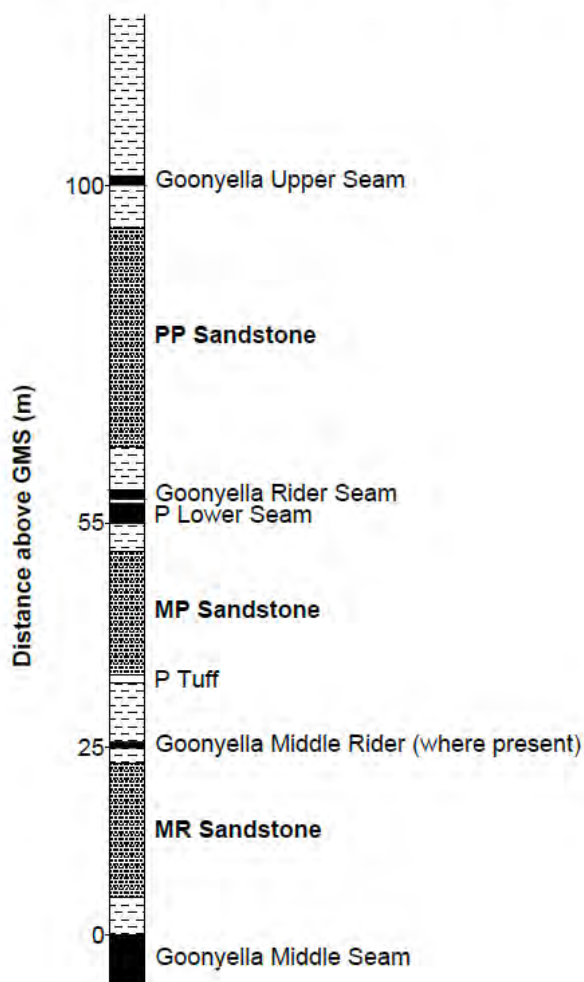 100
Goonyella Upper Seam
PP Sandstone
Distance above GMS (m)
Goonyella Rider Seam
55
P Lower Seam
MP Sandstone
P Tuff
25
Goonyella Middle Rider (where present)
MR Sandstone
0
Goonyella Middle Seam